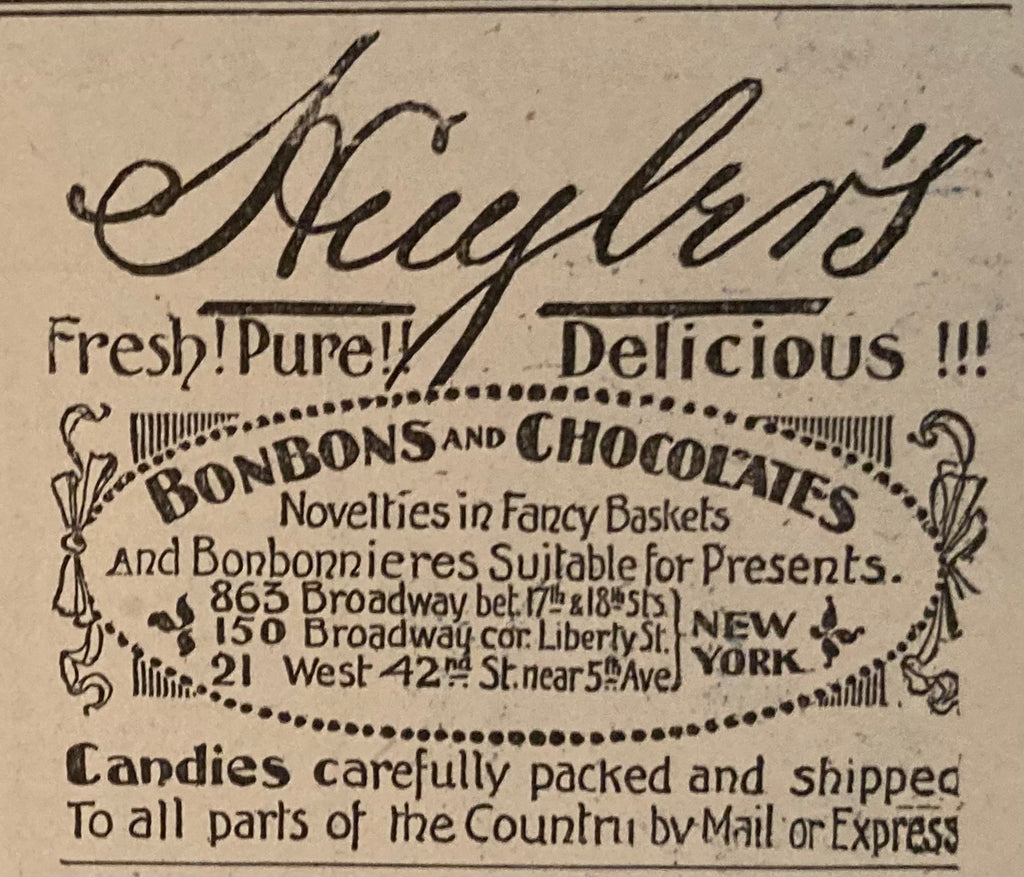 Huyler's
Fresh! Pure!! Delicious !!!
BONBONS AND CHOCOLATES
Novelties in Fancy Baskets
And Bonbonnieres Suitable for Presents.
863 Broadway bet. 17th & 18th Sts.
150 Broadway cor. Liberty St.
21 West 42nd St. near 5th Ave.
NEW YORK
Candies carefully packed and shipped
To all parts of the Country by Mail or Express